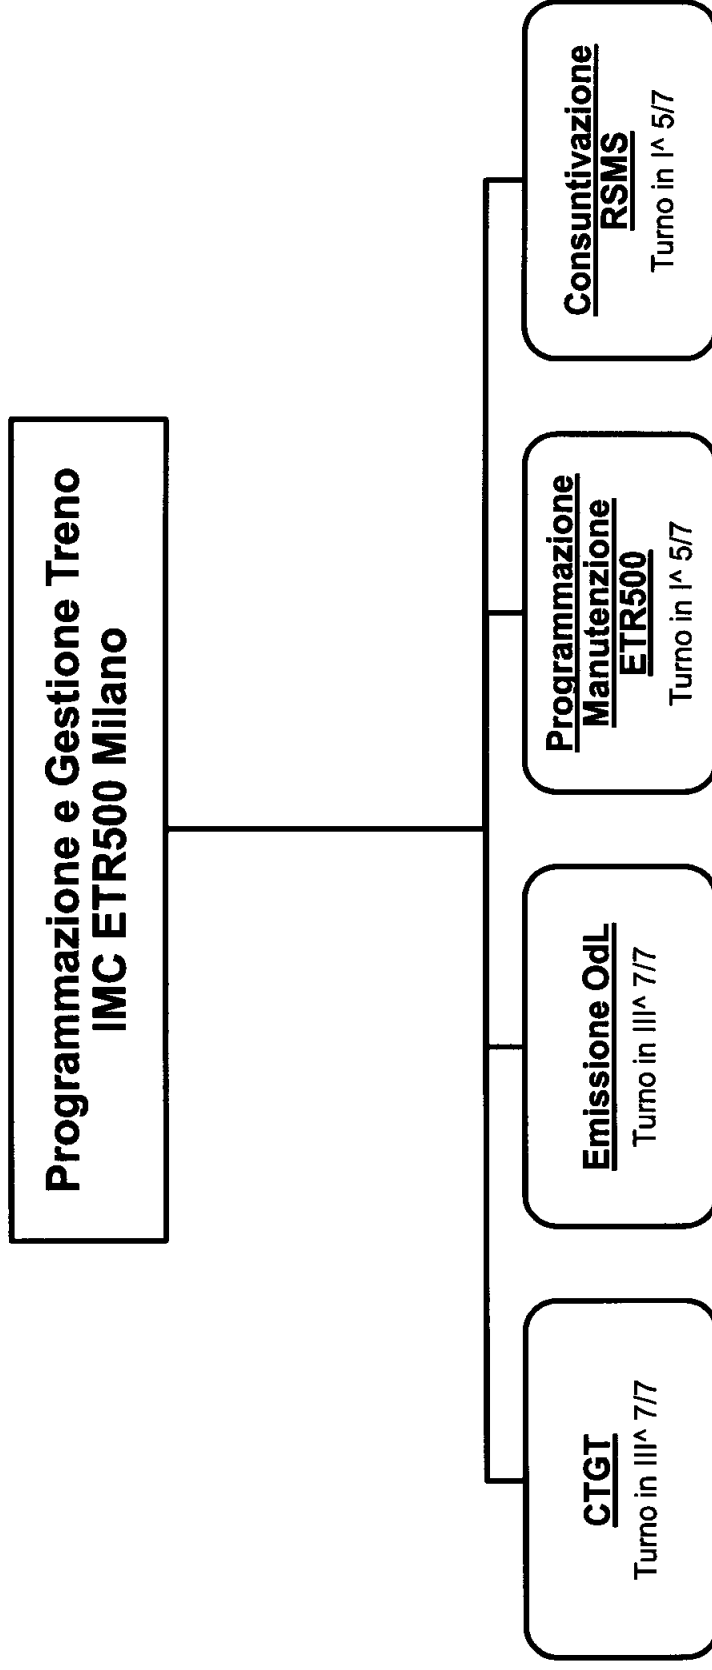 Programmazione e Gestione Treno
IMC ETR500 Milano
CTGT
Turno in III^ 7/7
Emissione OdL
Turno in III^ 7/7
Programmazione
Manutenzione
ETR500
Turno in I^ 5/7
Consuntivazione
RSMS
Turno in I^ 5/7